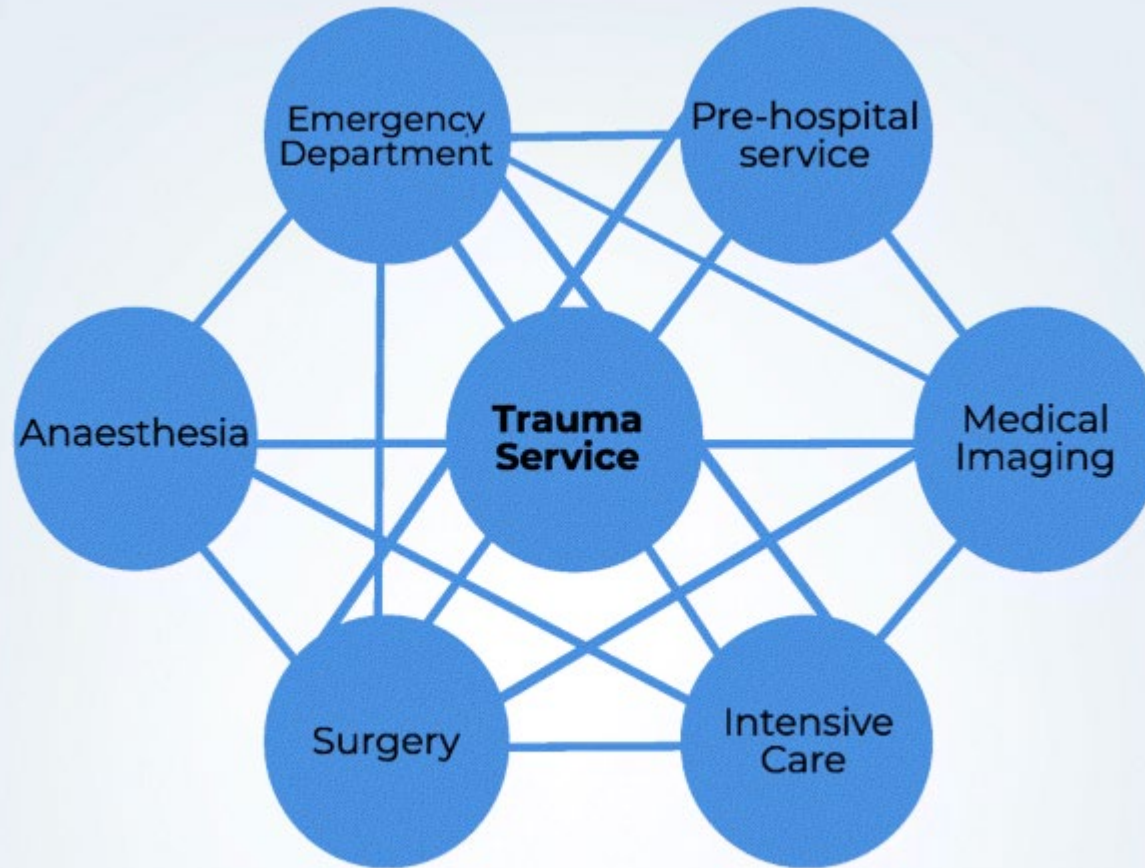 Emergency
Department
Pre-hospital
service
Anaesthesia
Trauma
Service
Medical
Imaging
Surgery
Intensive
Care